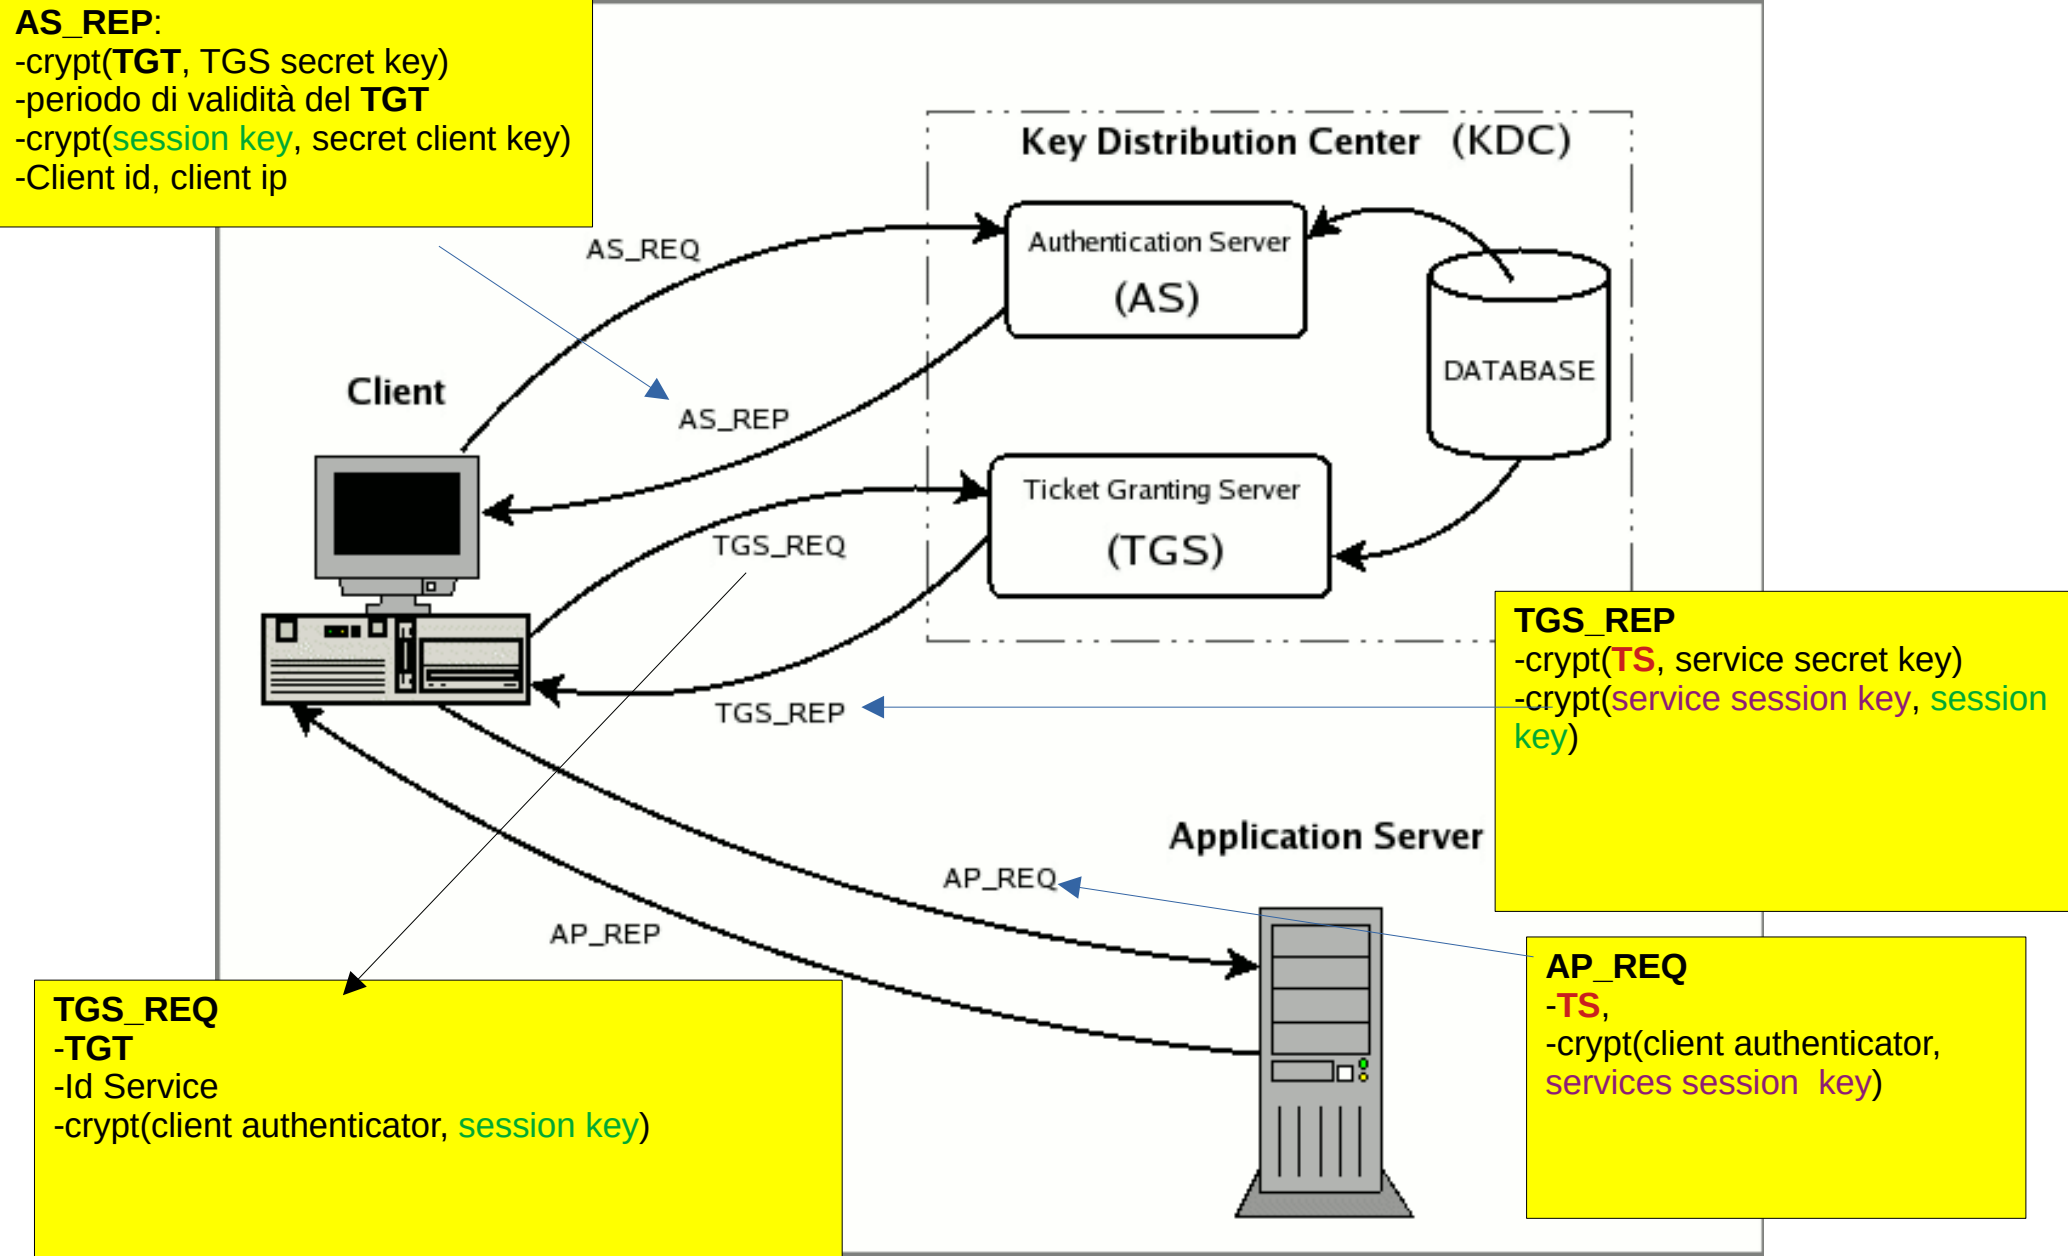 AS_REP:
-crypt(TGT, TGS secret key)
-periodo di validità del TGT
-crypt(session key, secret client key)
-Client id, client ip
Key Distribution Center (KDC)
AS_REQ
Authentication Server
(AS)
DATABASE
Client
AS_REP
Ticket Granting Server
(TGS)
TGS_REQ
TGS_REP
-crypt(TS, service secret key)
-crypt(service session key, session
key)
TGS_REP
Application Server
AP_REQ
AP_REP
AP_REQ
-TS,
-crypt(client authenticator,
services session  key)
TGS_REQ
-TGT
-Id Service
-crypt(client authenticator, session key)